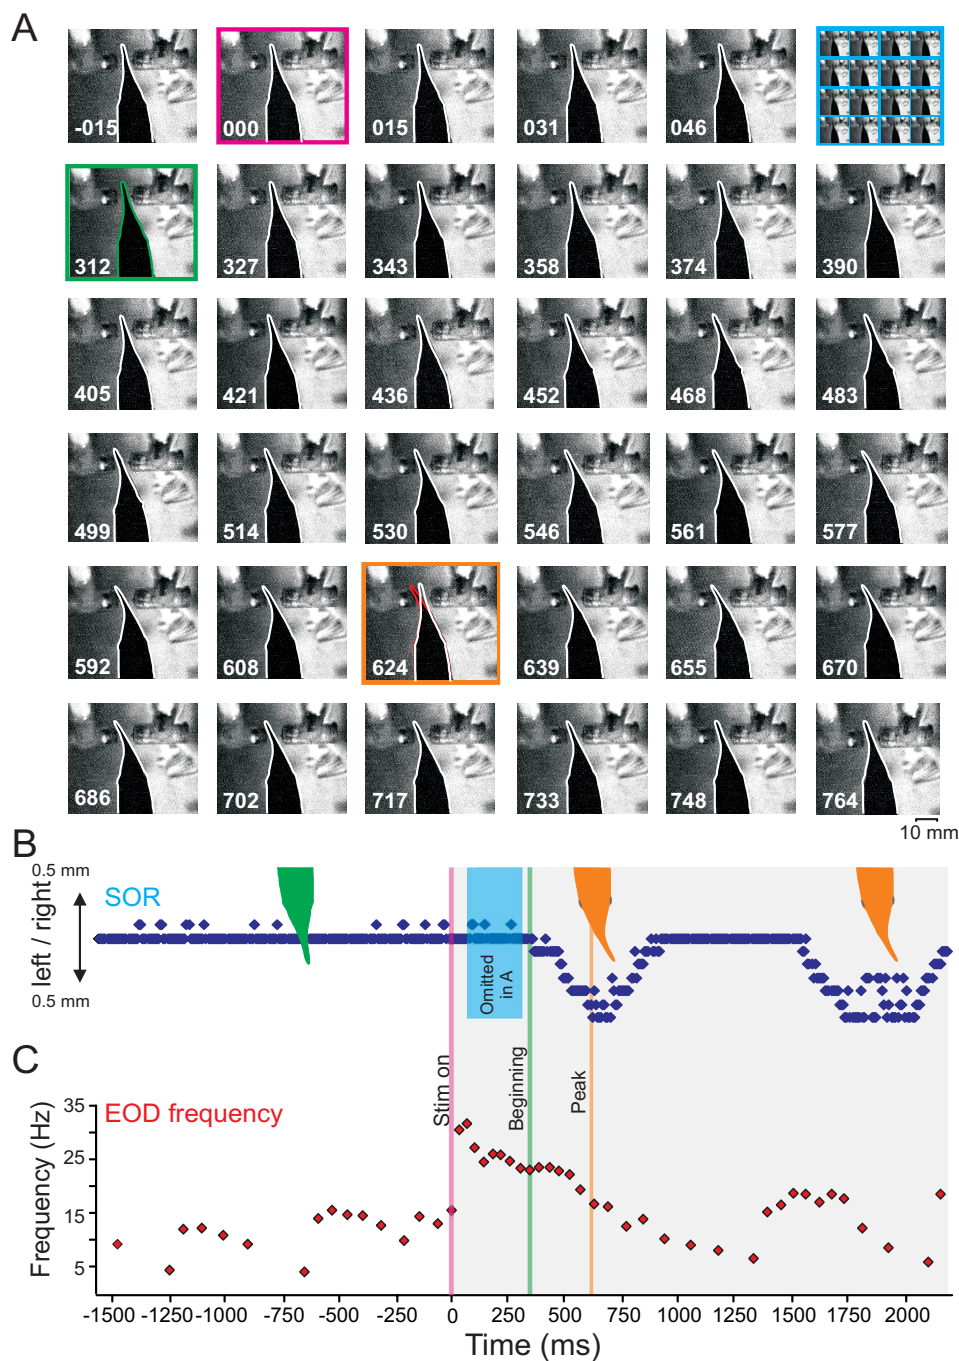 A
-015 000 015 031 046
312 327 343 358 374 390
405 421 436 452 468 483
499 514 530 546 561 577
592 608 624 639 655 670
686 702 717 733 748 764
10 mm
B
0.5 mm
SOR
left / right
0.5 mm
Omitted
in A
C
Stim on
Beginning
Peak
EOD frequency
Frequency (Hz)
35
25
15
5
-1500 -1250 -1000 -750 -500 -250 0 250 500 750 1000 1250 1500 1750 2000
Time (ms)